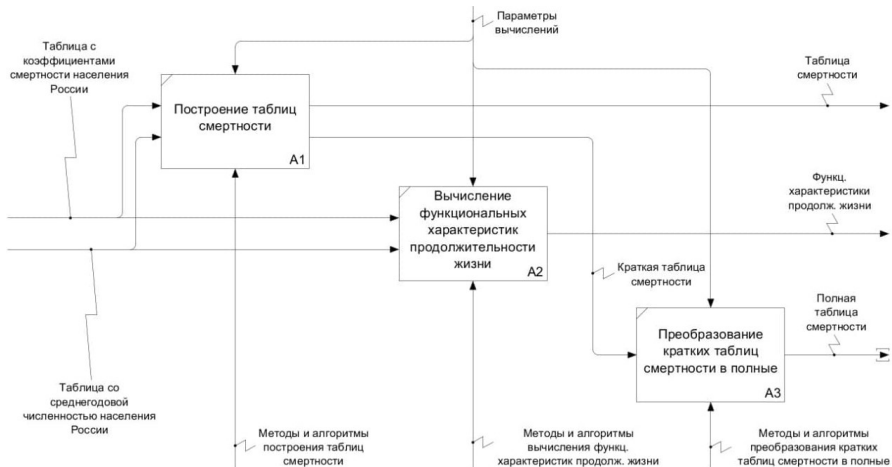 Параметры
вычислений
Таблица с
коэффициентами
смертности населения
России
Таблица
смертности
Построение таблиц
смертности
A1
Функц.
характеристики
продолж. жизни
Вычисление
функциональных
характеристик
продолжительности
жизни
A2
Краткая таблица
смертности
Полная
таблица
смертности
Преобразование
кратких таблиц
смертности в полные
A3
Таблица со
среднегодовой
численностью населения
России
Методы и алгоритмы
построения таблиц
смертности
Методы и алгоритмы
вычисления функц.
характеристик продолж. жизни
Методы и алгоритмы
преобразования кратких
таблиц смертности в полные